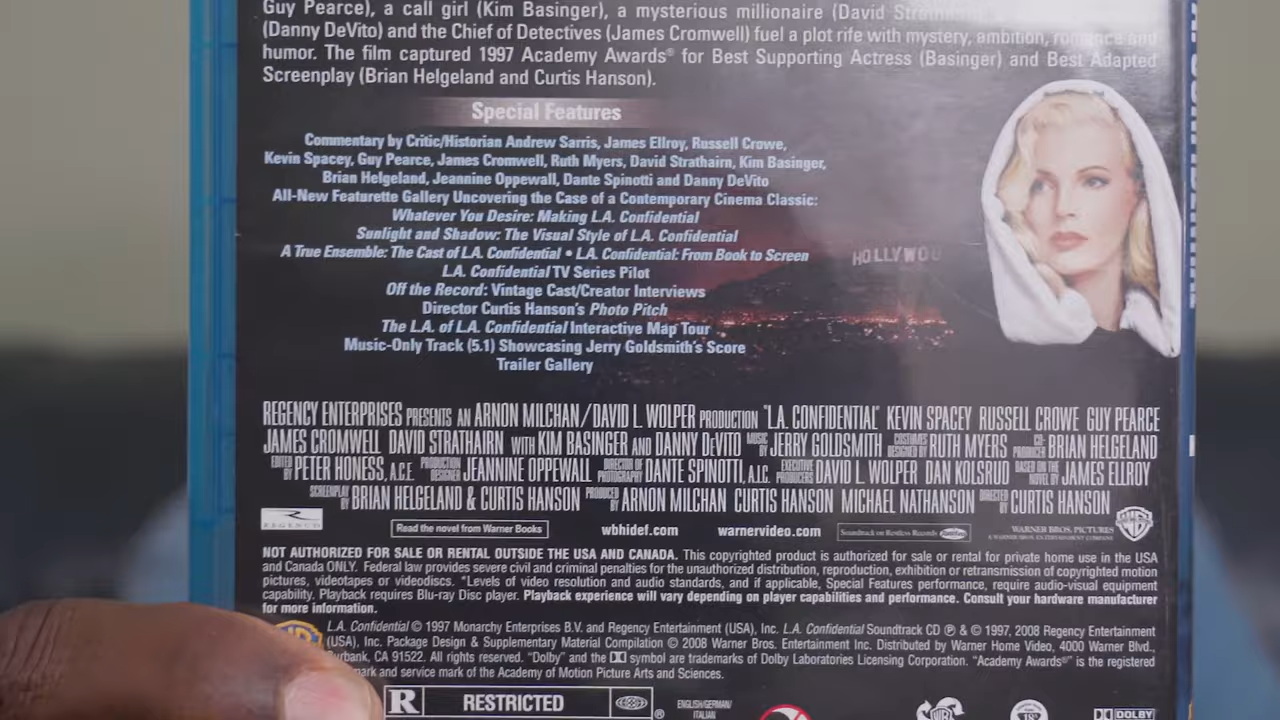 Guy Pearce), a call girl (Kim Basinger), a mysterious millionaire (David
(Danny DeVito) and the Chief of Detectives (James Cromwell) fuel a plot rife with mystery, ambition, romance and
humor. The film captured 1997 Academy Awards® for Best Supporting Actress (Basinger) and Best Adapted
Screenplay (Brian Helgeland and Curtis Hanson).
Special Features
Commentary by Critic/Historian Andrew Sarris, James Ellroy, Russell Crowe,
Kevin Spacey, Guy Pearce, James Cromwell, Ruth Myers, David Strathairn, Kim Basinger,
Brian Helgeland, Jeannine Oppewall, Dante Spinotti and Danny DeVito
All-New Featurette Gallery Uncovering the Case of a Contemporary Cinema Classic:
Whatever You Desire: Making L.A. Confidential
Sunlight and Shadow: The Visual Style of L.A. Confidential
A True Ensemble: The Cast of L.A. Confidential • L.A. Confidential: From Book to Screen
L.A. Confidential TV Series Pilot
Off the Record: Vintage Cast/Creator Interviews
Director Curtis Hanson's Photo Pitch
The L.A. of L.A. Confidential Interactive Map Tour
Music-Only Track (5.1) Showcasing Jerry Goldsmith's Score
Trailer Gallery
HOLLYWOO
REGENCY ENTERPRISES PRESENTS AN ARNON MILCHAN/DAVID L. WOLPER PRODUCTION "L.A. CONFIDENTIAL" KEVIN SPACEY RUSSELL CROWE GUY PEARCE
JAMES CROMWELL DAVID STRATHAIRN WITH KIM BASINGER AND DANNY DeVITO MUSIC BY JERRY GOLDSMITH COSTUMES DESIGNED BY RUTH MYERS CO-PRODUCER BRIAN HELGELAND
EDITED BY PETER HONESS, A.C.E. PRODUCTION DESIGNER JEANNINE OPPEWALL DIRECTOR OF PHOTOGRAPHY DANTE SPINOTTI, A.I.C. EXECUTIVE PRODUCERS DAVID L. WOLPER DAN KOLSRUD BASED ON THE NOVEL BY JAMES ELLROY
SCREENPLAY BY BRIAN HELGELAND & CURTIS HANSON PRODUCED BY ARNON MILCHAN CURTIS HANSON MICHAEL NATHANSON DIRECTED BY CURTIS HANSON
REGENCY
Read the novel from Warner Books
wbhidef.com
warnervideo.com
Soundtrack on Restless Records
WARNER BROS. PICTURES
A WARNER BROS. ENTERTAINMENT COMPANY
NOT AUTHORIZED FOR SALE OR RENTAL OUTSIDE THE USA AND CANADA. This copyrighted product is authorized for sale or rental for private home use in the USA
and Canada ONLY. Federal law provides severe civil and criminal penalties for the unauthorized distribution, reproduction, exhibition or retransmission of copyrighted motion
pictures, videotapes or videodiscs. *Levels of video resolution and audio standards, and if applicable, Special Features performance, require audio-visual equipment
capability. Playback requires Blu-ray Disc player. Playback experience will vary depending on player capabilities and performance. Consult your hardware manufacturer
for more information.
L.A. Confidential © 1997 Monarchy Enterprises B.V. and Regency Entertainment (USA), Inc. L.A. Confidential Soundtrack CD ℗ & © 1997, 2008 Regency Entertainment
(USA), Inc. Package Design & Supplementary Material Compilation © 2008 Warner Bros. Entertainment Inc. Distributed by Warner Home Video, 4000 Warner Blvd.,
urbank, CA 91522. All rights reserved. "Dolby" and the DD symbol are trademarks of Dolby Laboratories Licensing Corporation. "Academy Awards®" is the registered
mark and service mark of the Academy of Motion Picture Arts and Sciences.
R RESTRICTED ®
ENGLISH/GERMAN/
ITALIAN
DOLBY